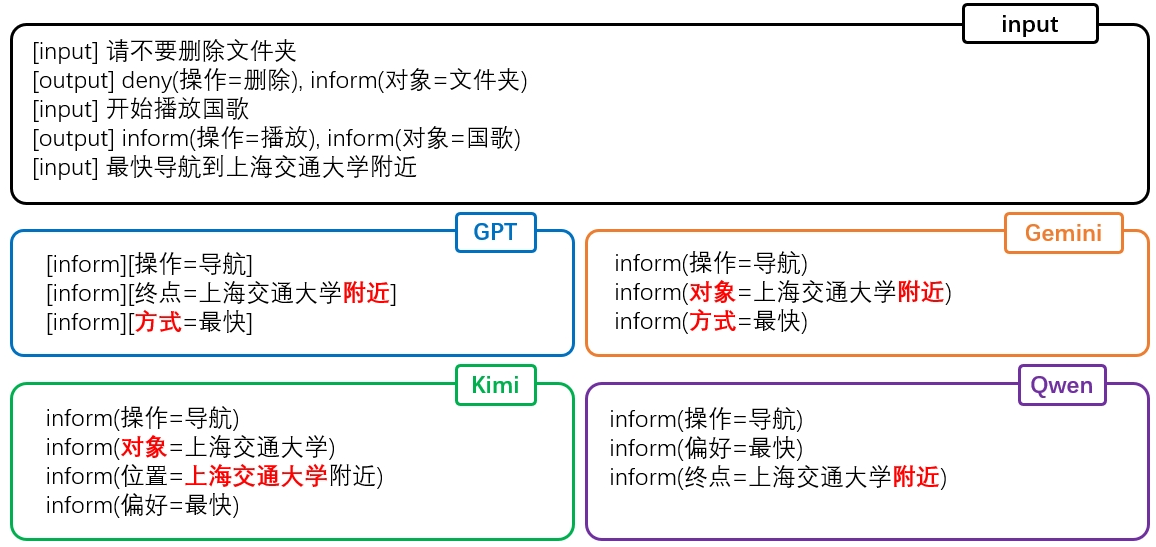 input
[input] 请不要删除文件夹
[output] deny(操作=删除), inform(对象=文件夹)
[input] 开始播放国歌
[output] inform(操作=播放), inform(对象=国歌)
[input] 最快导航到上海交通大学附近
GPT
[inform][操作=导航]
[inform][终点=上海交通大学附近]
[inform][方式=最快]
Gemini
inform(操作=导航)
inform(对象=上海交通大学附近)
inform(方式=最快)
Kimi
inform(操作=导航)
inform(对象=上海交通大学)
inform(位置=上海交通大学附近)
inform(偏好=最快)
Qwen
inform(操作=导航)
inform(偏好=最快)
inform(终点=上海交通大学附近)